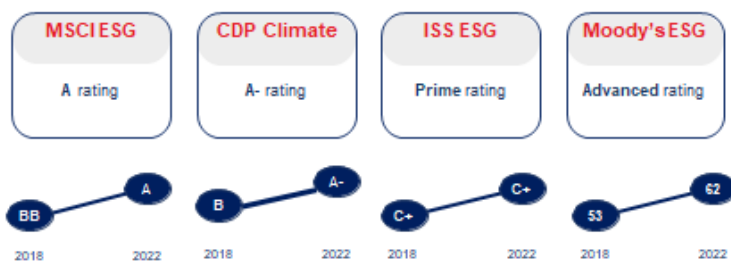 MSCI ESG
A rating
CDP Climate
A- rating
ISS ESG
Prime rating
Moody's ESG
Advanced rating
BB
A
2018
2022
B
A-
2018
2022
C+
C+
2018
2022
53
62
2018
2022